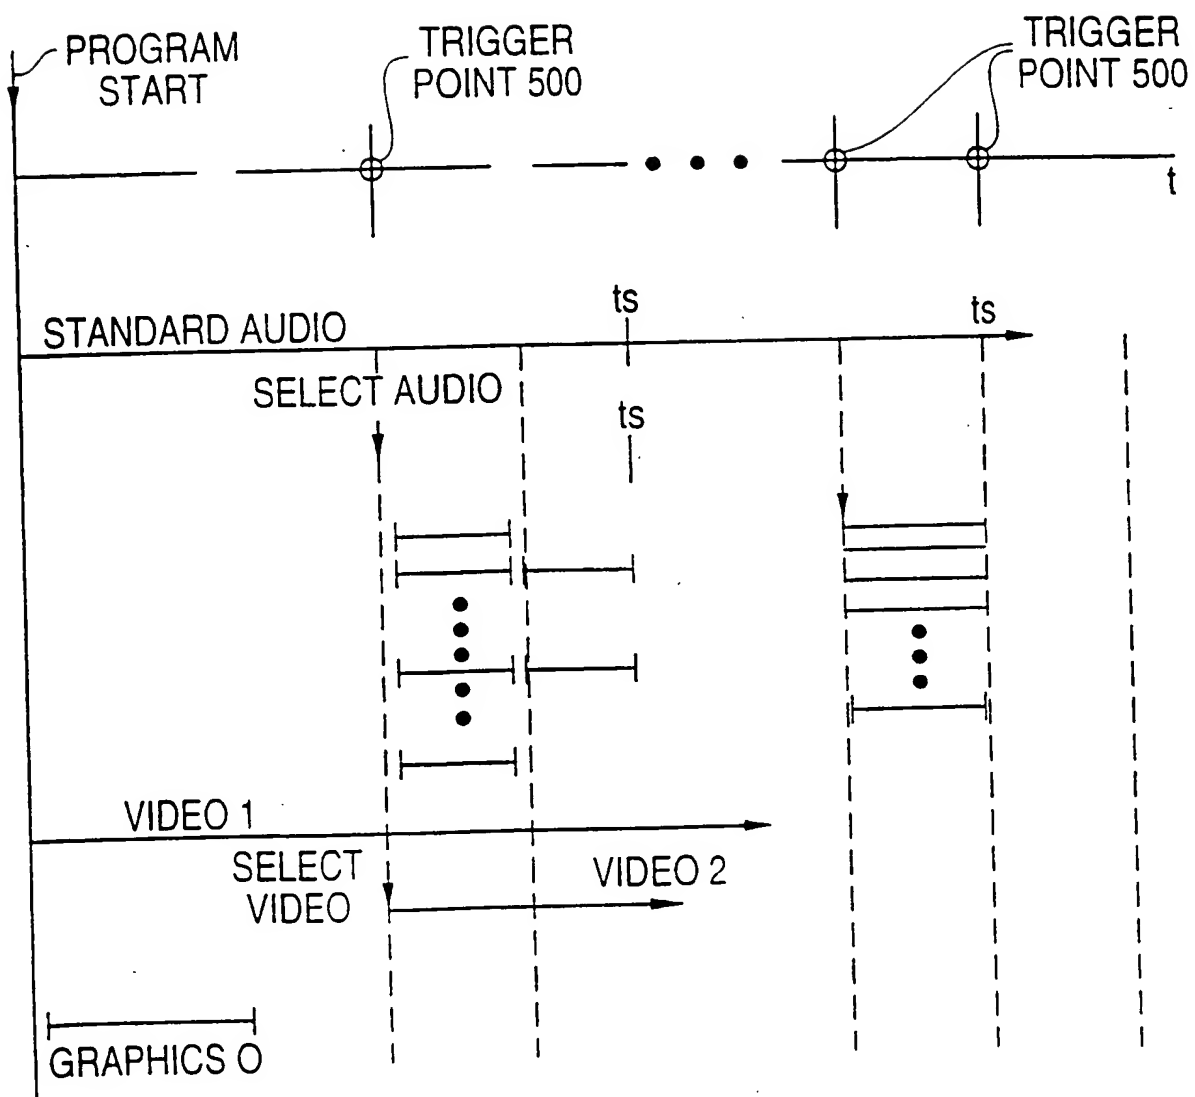 PROGRAM
START
TRIGGER
POINT 500
TRIGGER
POINT 500
t
STANDARD AUDIO
ts
ts
SELECT AUDIO
ts
VIDEO 1
SELECT
VIDEO
VIDEO 2
GRAPHICS O